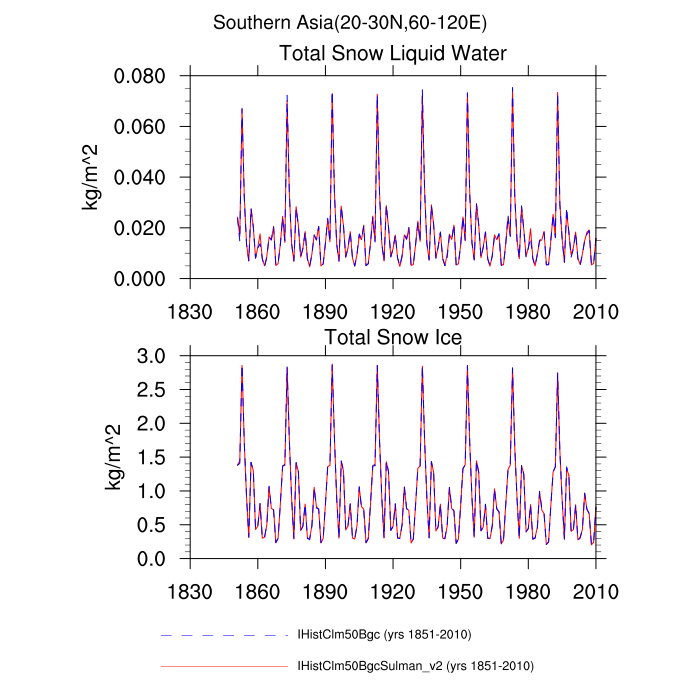 Southern Asia(20-30N,60-120E)
Total Snow Liquid Water
kg/m^2
0.080
0.060
0.040
0.020
0.000
1830 1860 1890 1920 1950 1980 2010
Total Snow Ice
kg/m^2
3.0
2.5
2.0
1.5
1.0
0.5
0.0
1830 1860 1890 1920 1950 1980 2010
IHistClm50Bgc (yrs 1851-2010)
IHistClm50BgcSulman_v2 (yrs 1851-2010)